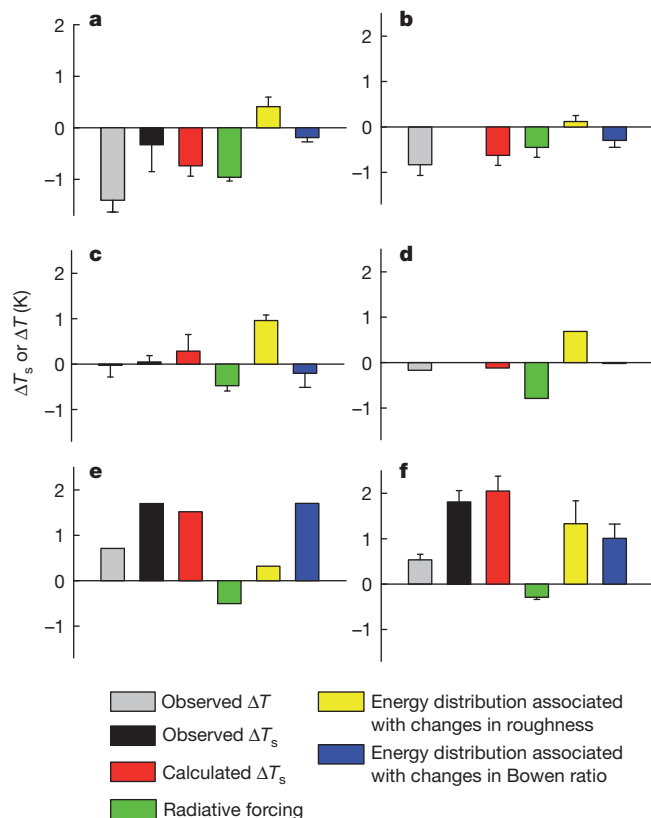 a
2
1
0
−1
b
2
1
0
−1
c
2
1
0
−1
d
2
1
0
−1
e
2
1
0
−1
f
2
1
0
−1
ΔTs or ΔT (K)
Observed ΔT
Observed ΔTs
Calculated ΔTs
Radiative forcing
Energy distribution associated
with changes in roughness
Energy distribution associated
with changes in Bowen ratio